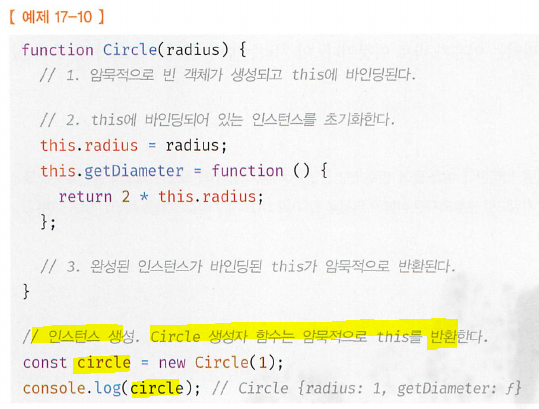 [ 예제 17-10 ]
function Circle(radius) {
// 1. 암묵적으로 빈 객체가 생성되고 this에 바인딩된다.
// 2. this에 바인딩되어 있는 인스턴스를 초기화한다.
this.radius = radius;
this.getDiameter = function () {
return 2 * this.radius;
};
// 3. 완성된 인스턴스가 바인딩된 this가 암묵적으로 반환된다.
}
// 인스턴스 생성. Circle 생성자 함수는 암묵적으로 this를 반환한다.
const circle = new Circle(1);
console.log(circle); // Circle {radius: 1, getDiameter: ƒ}